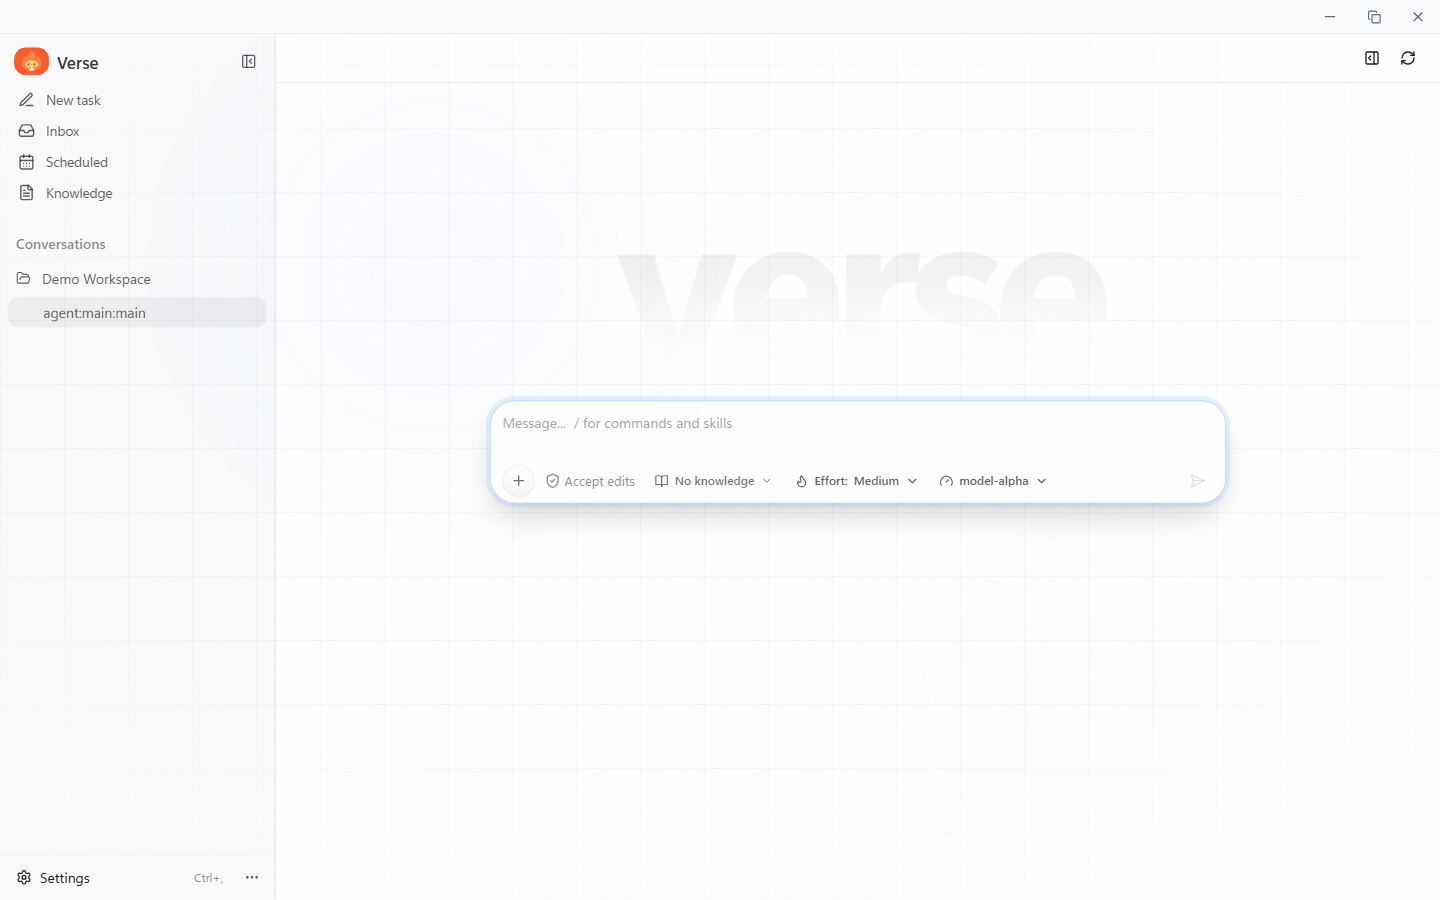 Verse
New task
Inbox
Scheduled
Knowledge
Conversations
Demo Workspace
agent:main:main
verse
Message... / for commands and skills
Accept edits
No knowledge
Effort: Medium
model-alpha
Settings
Ctrl+,